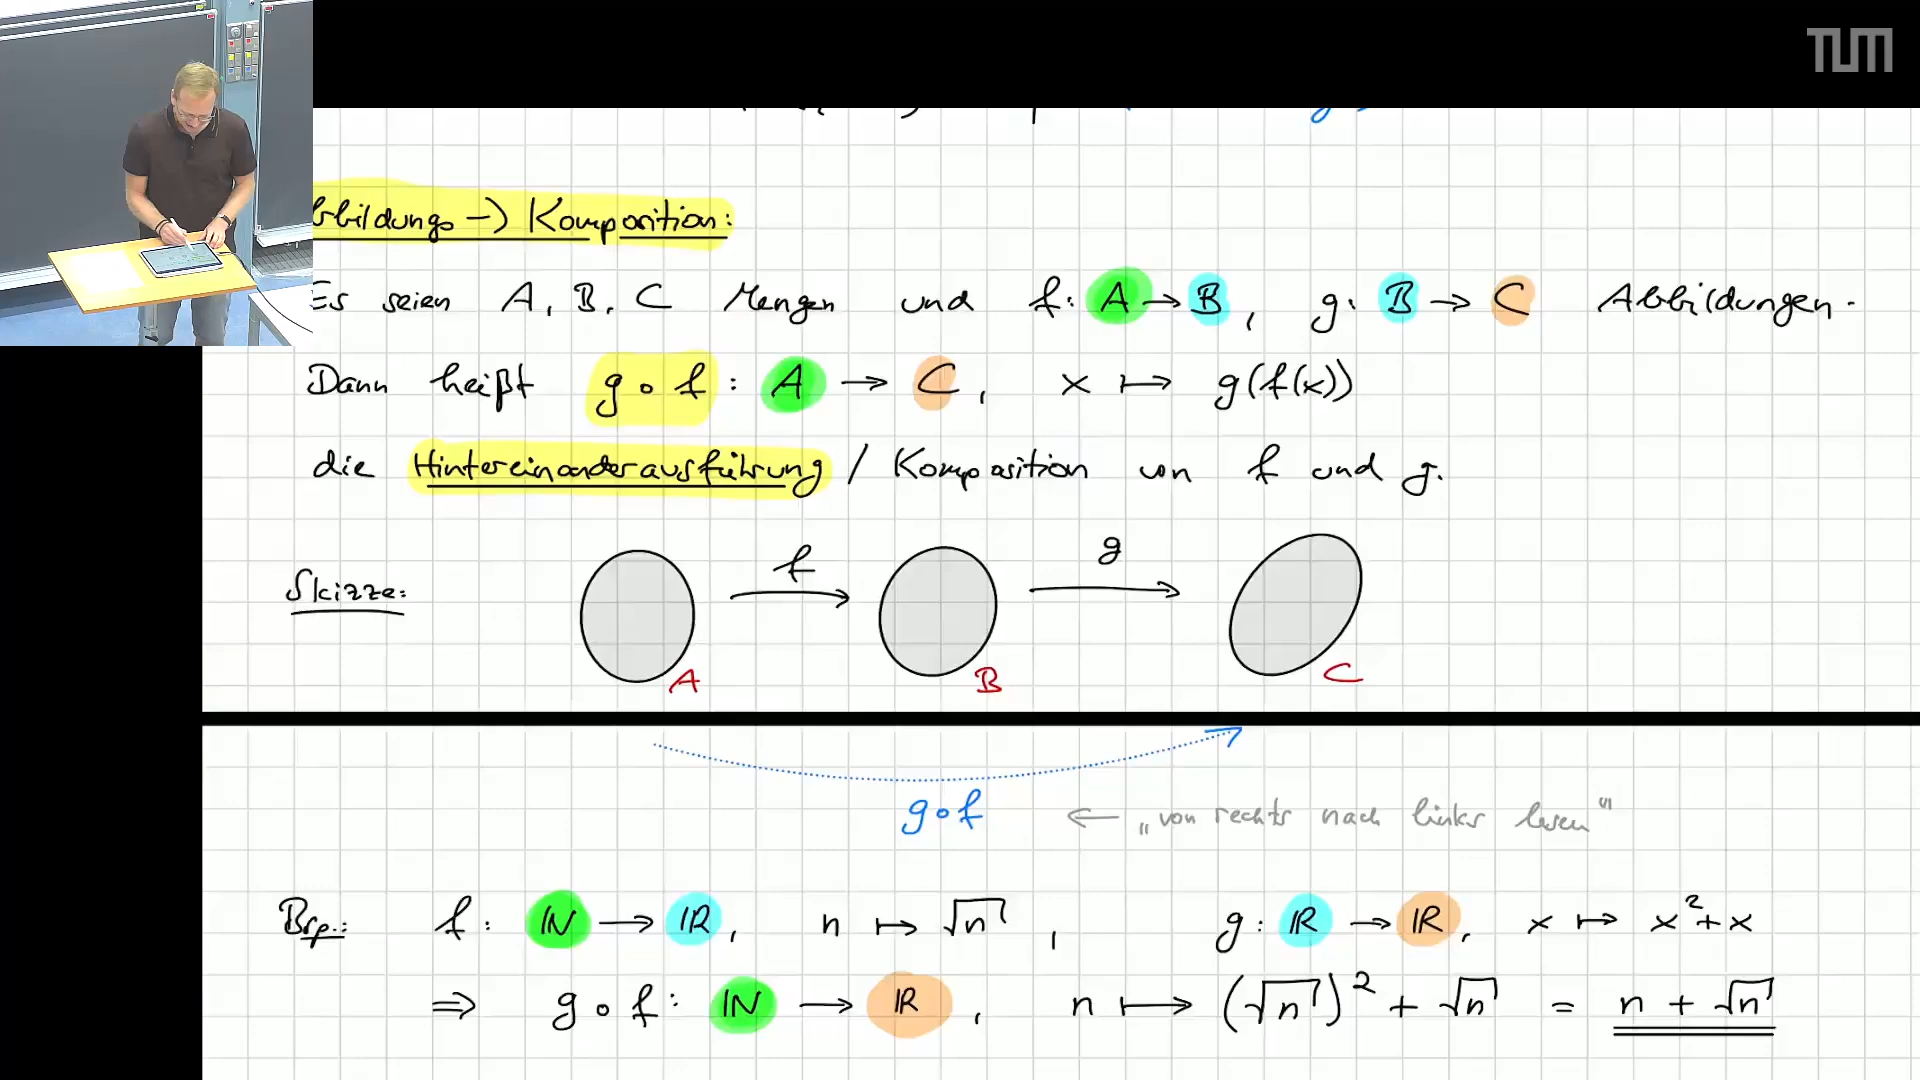 TUM
bbildungs → Komposition:
Es seien A, B, C Mengen und f: A → B, g: B → C Abbildungen.
Dann heißt g ∘ f : A → C, x ↦ g(f(x))
die Hintereinanderausführung / Komposition von f und g.
Skizze:
f
g
A
B
C
g∘f ← „von rechts nach links lesen"
Bsp.: f: ℕ → ℝ, n ↦ √n, g: ℝ → ℝ, x ↦ x² + x
⇒ g ∘ f: ℕ → ℝ, n ↦ (√n)² + √n = n + √n